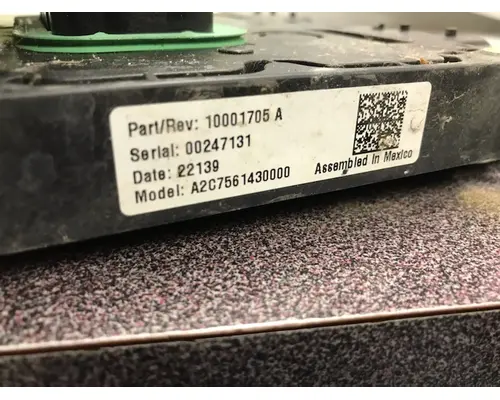 Part/Rev: 10001705 A
Serial: 00247131
Date: 22139
Model: A2C7561430000
Assembled In Mexico